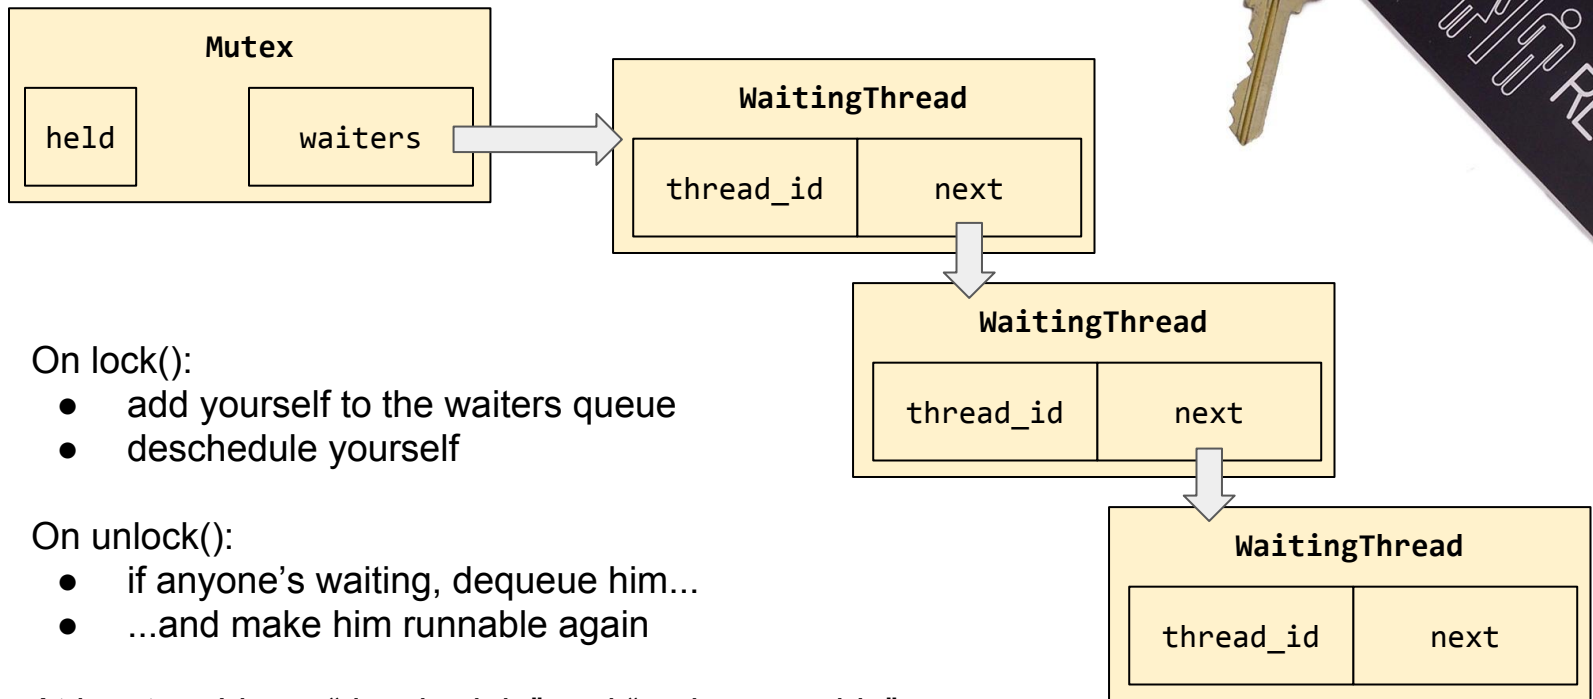 Mutex
held
waiters
WaitingThread
thread_id
next
WaitingThread
thread_id
next
WaitingThread
thread_id
next
On lock():
● add yourself to the waiters queue
● deschedule yourself
On unlock():
● if anyone’s waiting, dequeue him...
● ...and make him runnable again